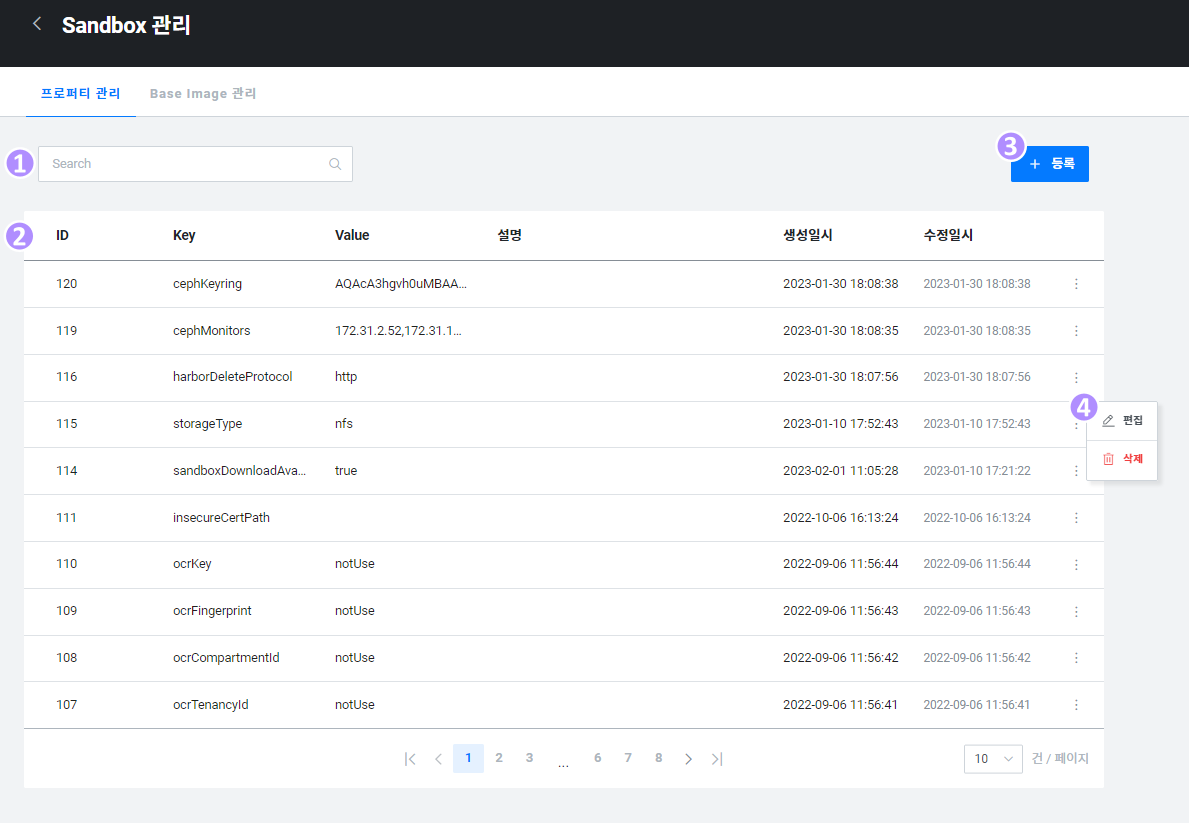 Sandbox 관리
프로퍼티 관리 Base Image 관리
1 Search 3 + 등록
2 ID Key Value 설명 생성일시 수정일시
120 cephKeyring AQAcA3hgvh0uMBAA... 2023-01-30 18:08:38 2023-01-30 18:08:38
119 cephMonitors 172.31.2.52,172.31.1... 2023-01-30 18:08:35 2023-01-30 18:08:35
116 harborDeleteProtocol http 2023-01-30 18:07:56 2023-01-30 18:07:56
115 storageType nfs 2023-01-10 17:52:43 2023-01-10 17:52:43 4 편집
114 sandboxDownloadAva... true 2023-02-01 11:05:28 2023-01-10 17:21:22 삭제
111 insecureCertPath 2022-10-06 16:13:24 2022-10-06 16:13:24
110 ocrKey notUse 2022-09-06 11:56:44 2022-09-06 11:56:44
109 ocrFingerprint notUse 2022-09-06 11:56:43 2022-09-06 11:56:43
108 ocrCompartmentId notUse 2022-09-06 11:56:42 2022-09-06 11:56:42
107 ocrTenancyId notUse 2022-09-06 11:56:41 2022-09-06 11:56:41
1 2 3 ... 6 7 8 10 건 / 페이지